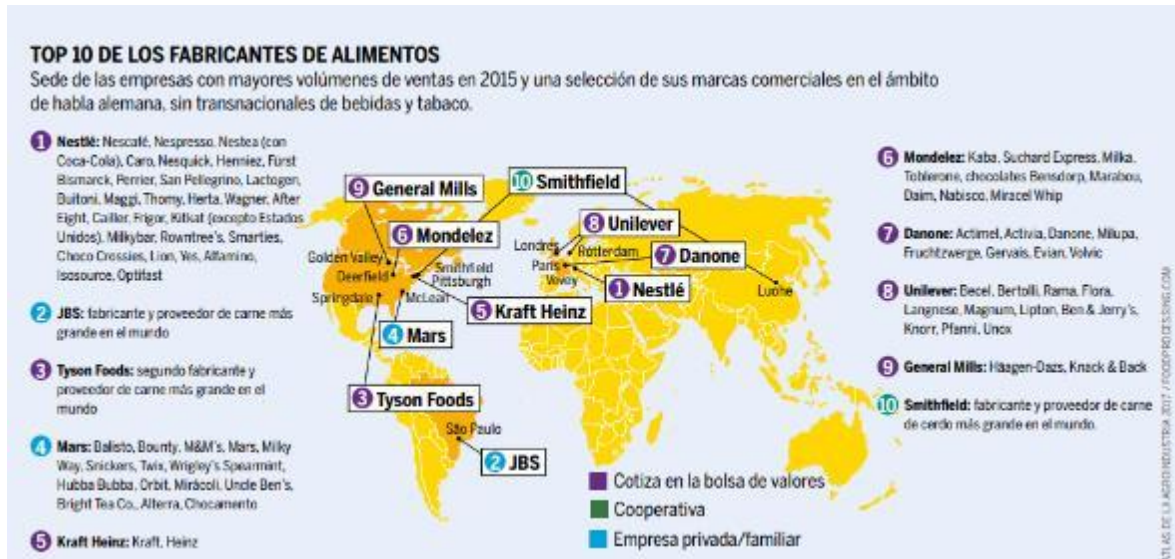 TOP 10 DE LOS FABRICANTES DE ALIMENTOS
Sede de las empresas con mayores volúmenes de ventas en 2015 y una selección de sus marcas comerciales en el ámbito
de habla alemana, sin transnacionales de bebidas y tabaco.
1 Nestlé: Nescafé, Nespresso, Nestea (con
Coca-Cola), Caro, Nesquick, Henniez, Fürst
Bismarck, Perrier, San Pellegrino, Lactogen,
Buitoni, Maggi, Thomy, Herta, Wagner, After
Eight, Cailler, Frigor, Kitkat (excepto Estados
Unidos), Milkybar, Rowntree's, Smarties,
Choco Crossies, Lion, Yes, Alfamino,
Isosource, Optifast
2 JBS: fabricante y proveedor de carne más
grande en el mundo
3 Tyson Foods: segundo fabricante y
proveedor de carne más grande en el
mundo
4 Mars: Balisto, Bounty, M&M's, Mars, Milky
Way, Snickers, Twix, Wrigley's Spearmint,
Hubba Bubba, Orbit, Mirácoli, Uncle Ben's,
Bright Tea Co., Alterra, Chocamento
5 Kraft Heinz: Kraft, Heinz
9 General Mills
10 Smithfield
6 Mondelez
8 Unilever
Londres
Rotterdam
Golden Valley
Deerfield
Smithfield
Pittsburgh
Paris
7 Danone
Vevey
Springdale
McLean
1 Nestlé
Luohe
5 Kraft Heinz
4 Mars
3 Tyson Foods
São Paulo
2 JBS
Cotiza en la bolsa de valores
Cooperativa
Empresa privada/familiar
6 Mondelez: Kaba, Suchard Express, Milka,
Toblerone, chocolates Bensdorp, Marabou,
Daim, Nabisco, Miracel Whip
7 Danone: Actimel, Activia, Danone, Milupa,
Fruchtzwerge, Gervais, Evian, Volvic
8 Unilever: Becel, Bertolli, Rama, Flora,
Langnese, Magnum, Lipton, Ben & Jerry's,
Knorr, Pfanni, Unox
9 General Mills: Häagen-Dazs, Knack & Back
10 Smithfield: fabricante y proveedor de carne
de cerdo más grande en el mundo.
LAS DE LA AGROINDUSTRIA 2017 / FOODPROCESSING.COM